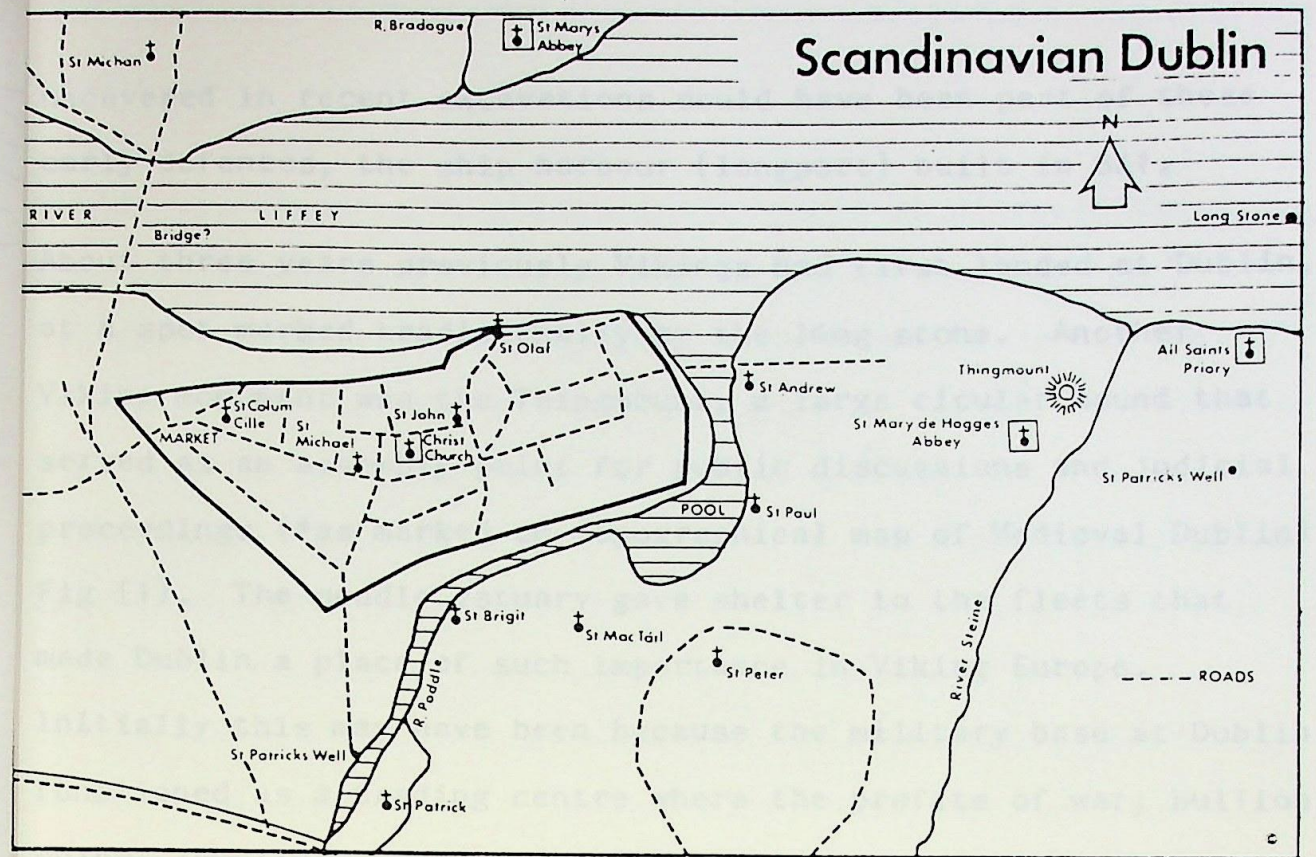 R. Bradogue
St Marys
Abbey
Scandinavian Dublin
St Michan
N
RIVER LIFFEY
Long Stone
Bridge?
St Olaf
All Saints
Priory
Thingmount
St Andrew
St Colum
Cille
St John
St Mary de Hogges
Abbey
MARKET
St
Michael
Christ
Church
St Patricks Well
POOL
St Paul
St Brigit
St Mac Táil
River Steine
St Peter
ROADS
R. Poddle
St Patricks Well
St Patrick